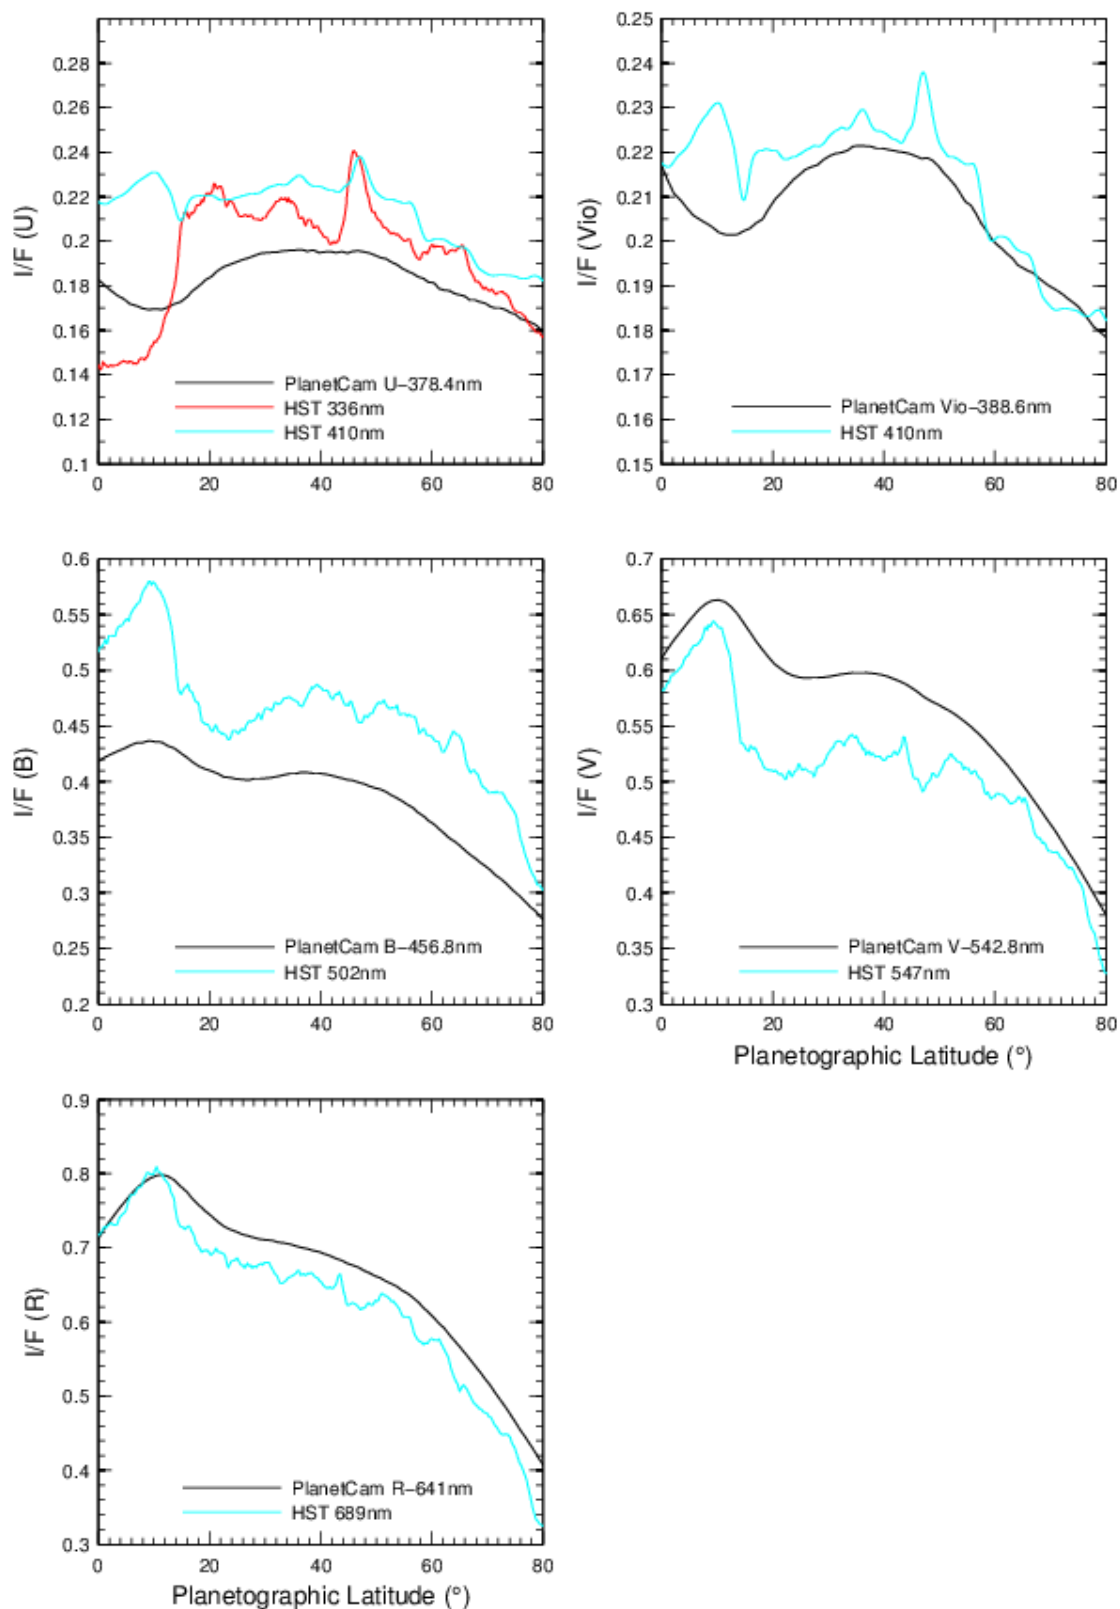 I/F (U)
0.28
0.26
0.24
0.22
0.2
0.18
0.16
0.14
0.12
0.1
PlanetCam U-378.4nm
HST 336nm
HST 410nm
0 20 40 60 80
I/F (Vio)
0.25
0.24
0.23
0.22
0.21
0.2
0.19
0.18
0.17
0.16
0.15
PlanetCam Vio-388.6nm
HST 410nm
0 20 40 60 80
I/F (B)
0.6
0.55
0.5
0.45
0.4
0.35
0.3
0.25
0.2
PlanetCam B-456.8nm
HST 502nm
0 20 40 60 80
I/F (V)
0.7
0.65
0.6
0.55
0.5
0.45
0.4
0.35
0.3
PlanetCam V-542.8nm
HST 547nm
0 20 40 60 80
Planetographic Latitude (°)
I/F (R)
0.9
0.8
0.7
0.6
0.5
0.4
0.3
PlanetCam R-641nm
HST 689nm
0 20 40 60 80
Planetographic Latitude (°)